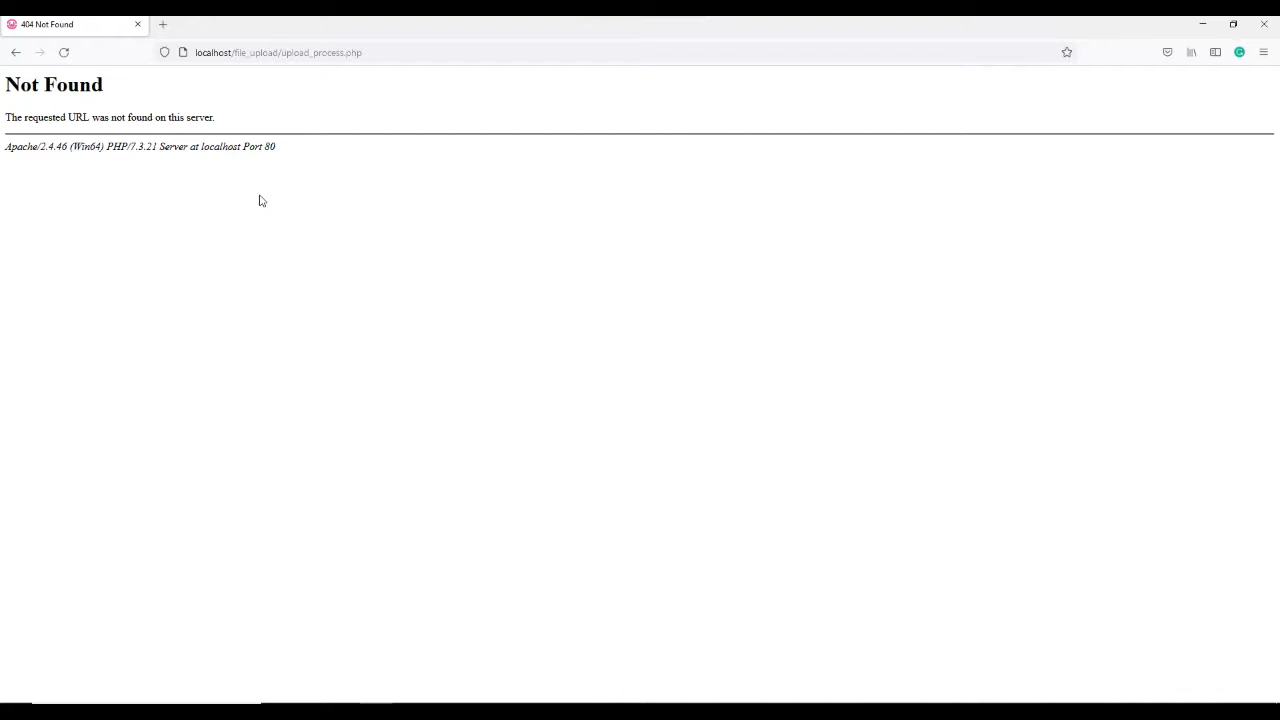 404 Not Found
localhost/file_upload/upload_process.php
Not Found
The requested URL was not found on this server.
Apache/2.4.46 (Win64) PHP/7.3.21 Server at localhost Port 80